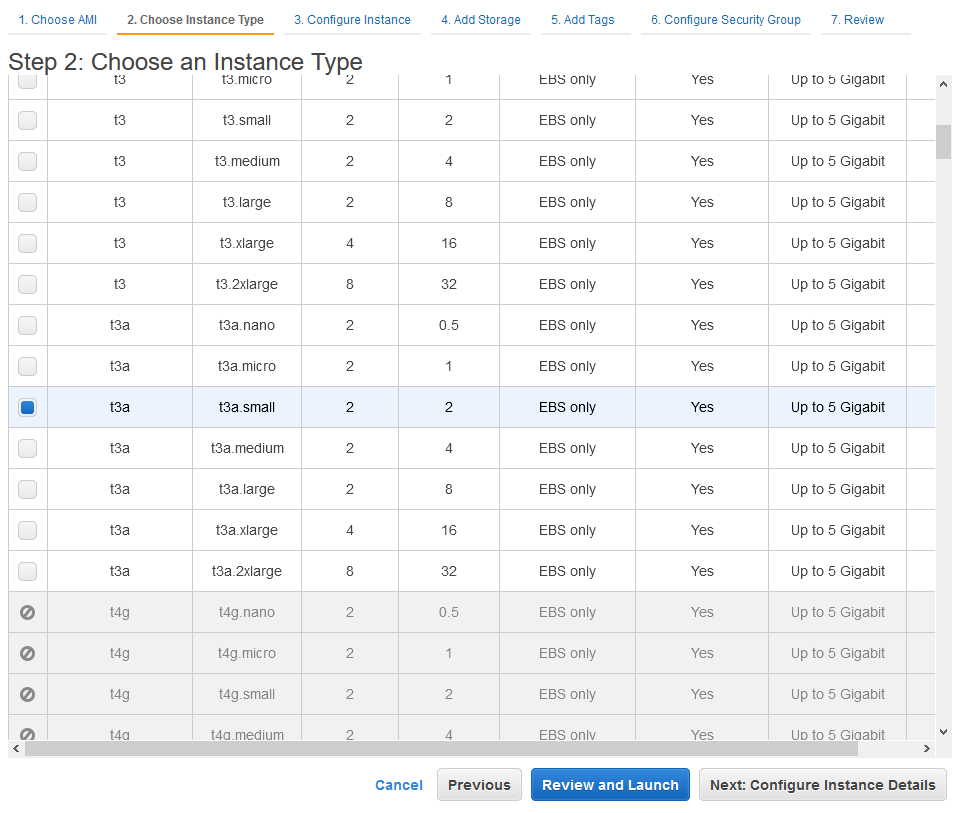 1. Choose AMI 2. Choose Instance Type 3. Configure Instance 4. Add Storage 5. Add Tags 6. Configure Security Group 7. Review
Step 2: Choose an Instance Type
t3 t3.micro 2 1 EBS only Yes Up to 5 Gigabit
t3 t3.small 2 2 EBS only Yes Up to 5 Gigabit
t3 t3.medium 2 4 EBS only Yes Up to 5 Gigabit
t3 t3.large 2 8 EBS only Yes Up to 5 Gigabit
t3 t3.xlarge 4 16 EBS only Yes Up to 5 Gigabit
t3 t3.2xlarge 8 32 EBS only Yes Up to 5 Gigabit
t3a t3a.nano 2 0.5 EBS only Yes Up to 5 Gigabit
t3a t3a.micro 2 1 EBS only Yes Up to 5 Gigabit
t3a t3a.small 2 2 EBS only Yes Up to 5 Gigabit
t3a t3a.medium 2 4 EBS only Yes Up to 5 Gigabit
t3a t3a.large 2 8 EBS only Yes Up to 5 Gigabit
t3a t3a.xlarge 4 16 EBS only Yes Up to 5 Gigabit
t3a t3a.2xlarge 8 32 EBS only Yes Up to 5 Gigabit
t4g t4g.nano 2 0.5 EBS only Yes Up to 5 Gigabit
t4g t4g.micro 2 1 EBS only Yes Up to 5 Gigabit
t4g t4g.small 2 2 EBS only Yes Up to 5 Gigabit
t4g t4g.medium 2 4 EBS only Yes Up to 5 Gigabit
Cancel Previous Review and Launch Next: Configure Instance Details